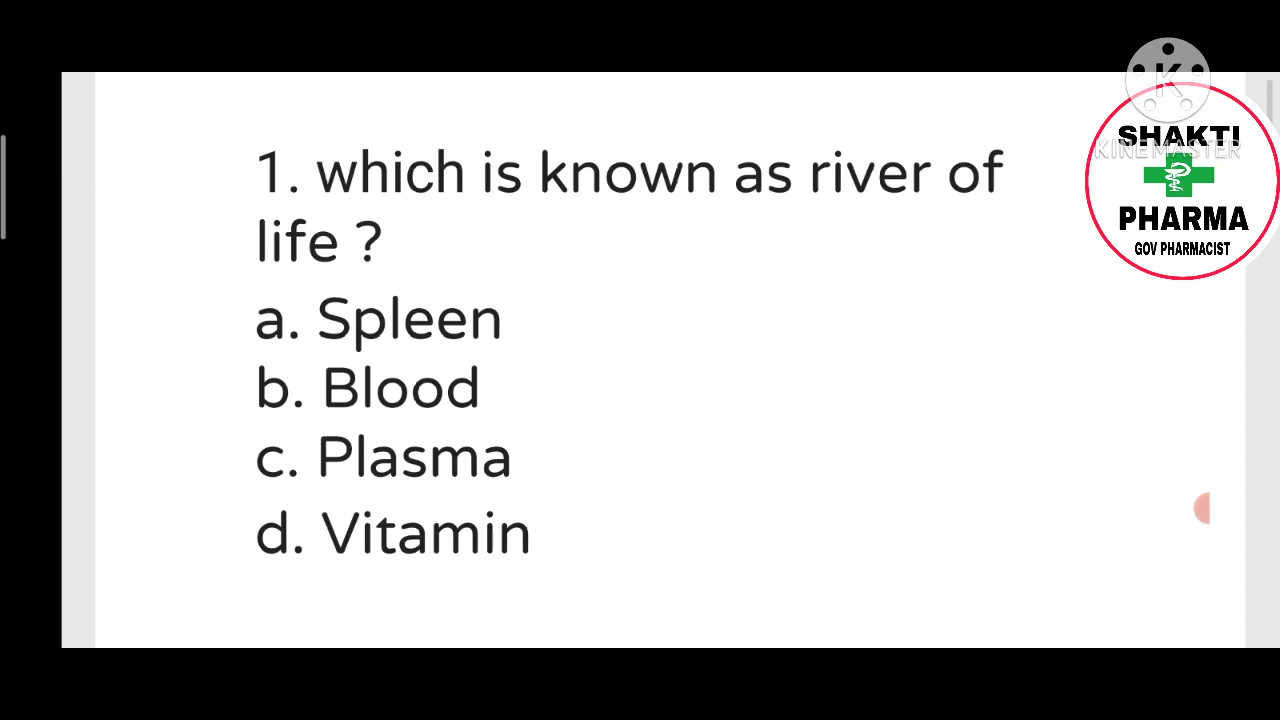 1. which is known as river of
life ?
a. Spleen
b. Blood
c. Plasma
d. Vitamin
K
KINEMASTER
SHAKTI
PHARMA
GOV PHARMACIST